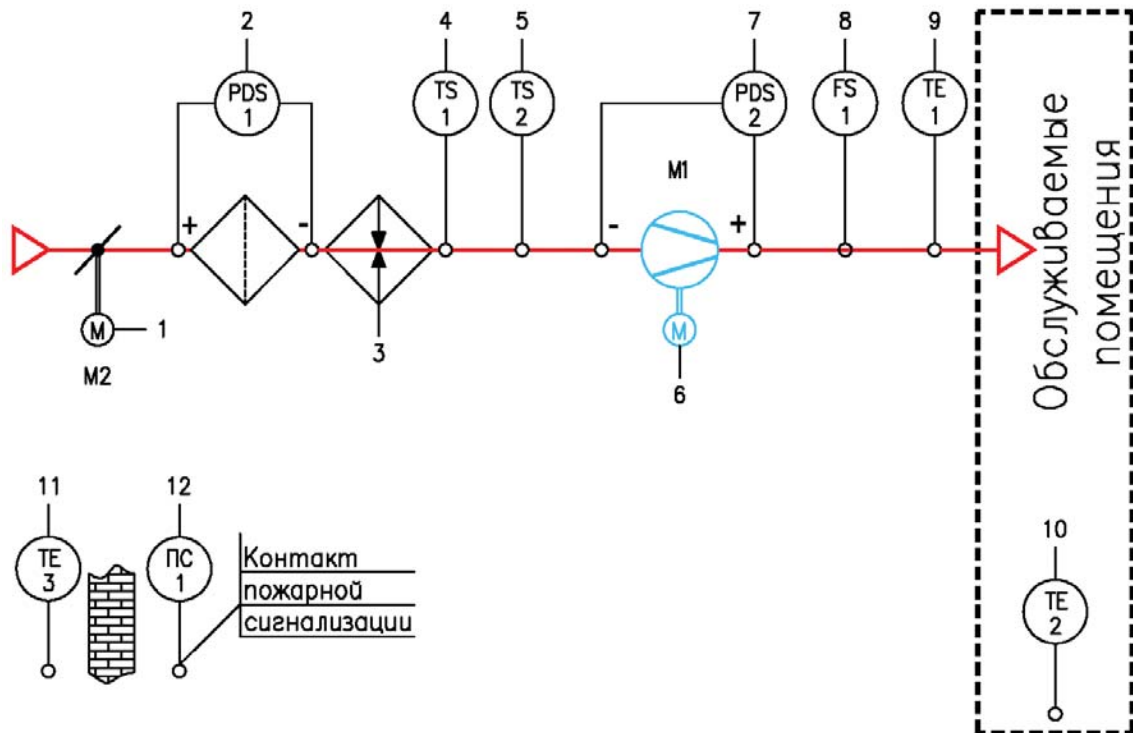 2
4
5
7
8
9
PDS
1
TS
1
TS
2
PDS
2
FS
1
TE
1
Обслуживаемые
помещения
M1
+
-
-
+
M
1
M2
3
M
6
11
12
10
TE
3
ПС
1
Контакт
пожарной
сигнализации
TE
2